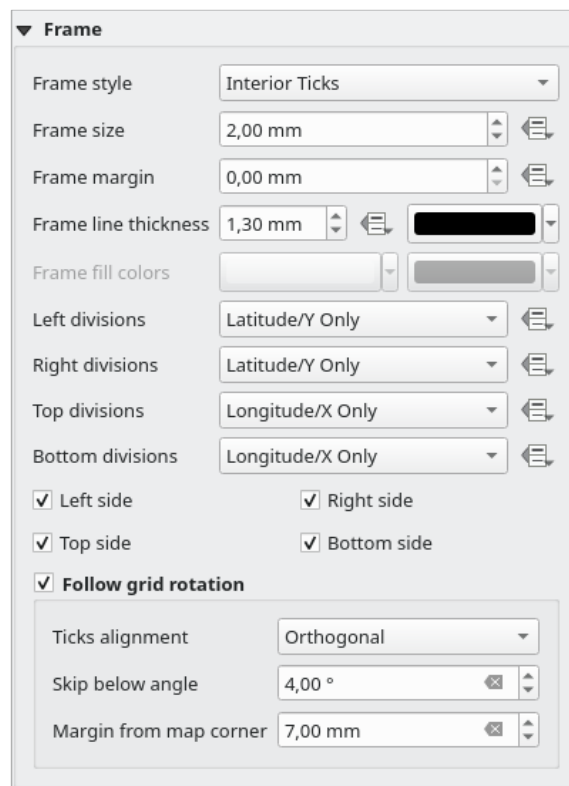 Frame
Frame style Interior Ticks
Frame size 2,00 mm
Frame margin 0,00 mm
Frame line thickness 1,30 mm
Frame fill colors
Left divisions Latitude/Y Only
Right divisions Latitude/Y Only
Top divisions Longitude/X Only
Bottom divisions Longitude/X Only
Left side Right side
Top side Bottom side
Follow grid rotation
Ticks alignment Orthogonal
Skip below angle 4,00 °
Margin from map corner 7,00 mm